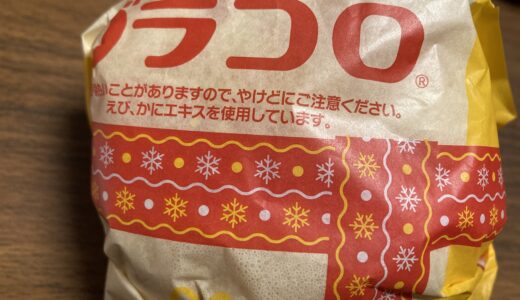 グラコロ®
いことがありますので、やけどにご注意ください。
えび、かにエキスを使用しています。